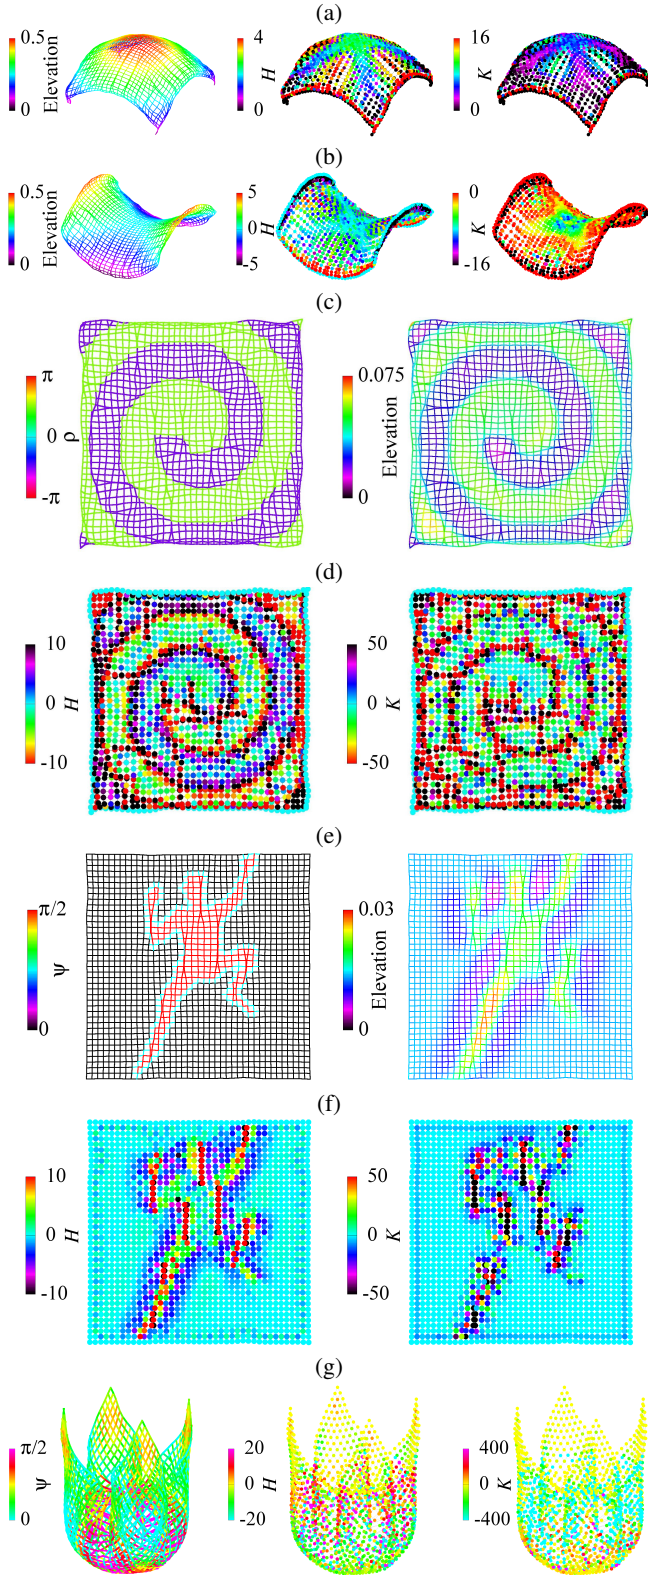 (a)
0.5
Elevation
0
4
H
0
16
K
0
(b)
0.5
Elevation
0
5
0
-5
H
0
K
-16
(c)
π
0
-π
ρ
0.075
Elevation
0
(d)
10
0
-10
H
50
0
-50
K
(e)
π/2
ψ
0
0.03
Elevation
0
(f)
10
0
-10
H
50
0
-50
K
(g)
π/2
ψ
0
20
0
-20
H
400
0
-400
K